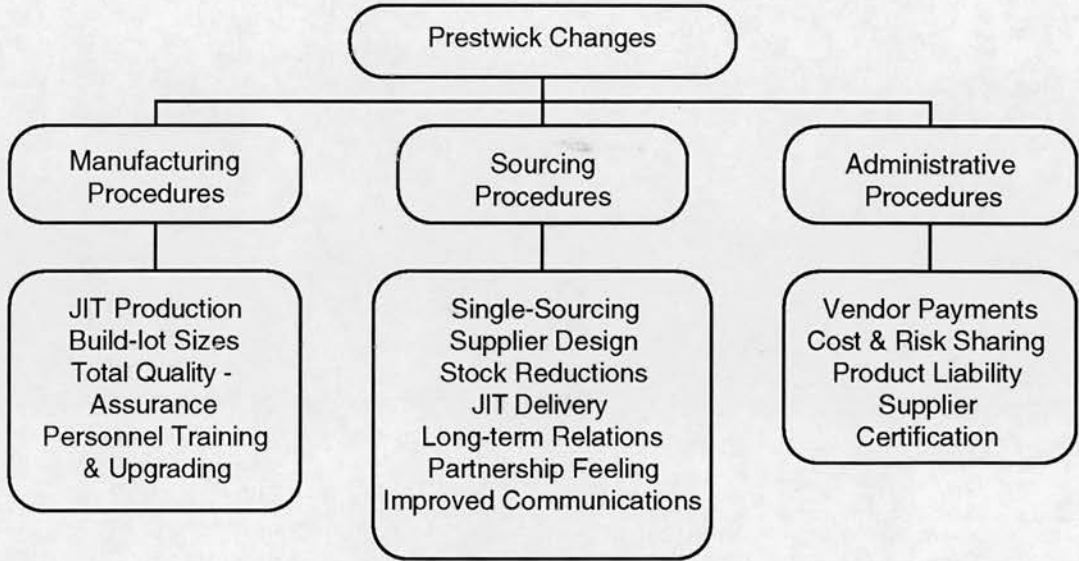 Prestwick Changes
Manufacturing
Procedures
Sourcing
Procedures
Administrative
Procedures
JIT Production
Build-lot Sizes
Total Quality -
Assurance
Personnel Training
& Upgrading
Single-Sourcing
Supplier Design
Stock Reductions
JIT Delivery
Long-term Relations
Partnership Feeling
Improved Communications
Vendor Payments
Cost & Risk Sharing
Product Liability
Supplier
Certification